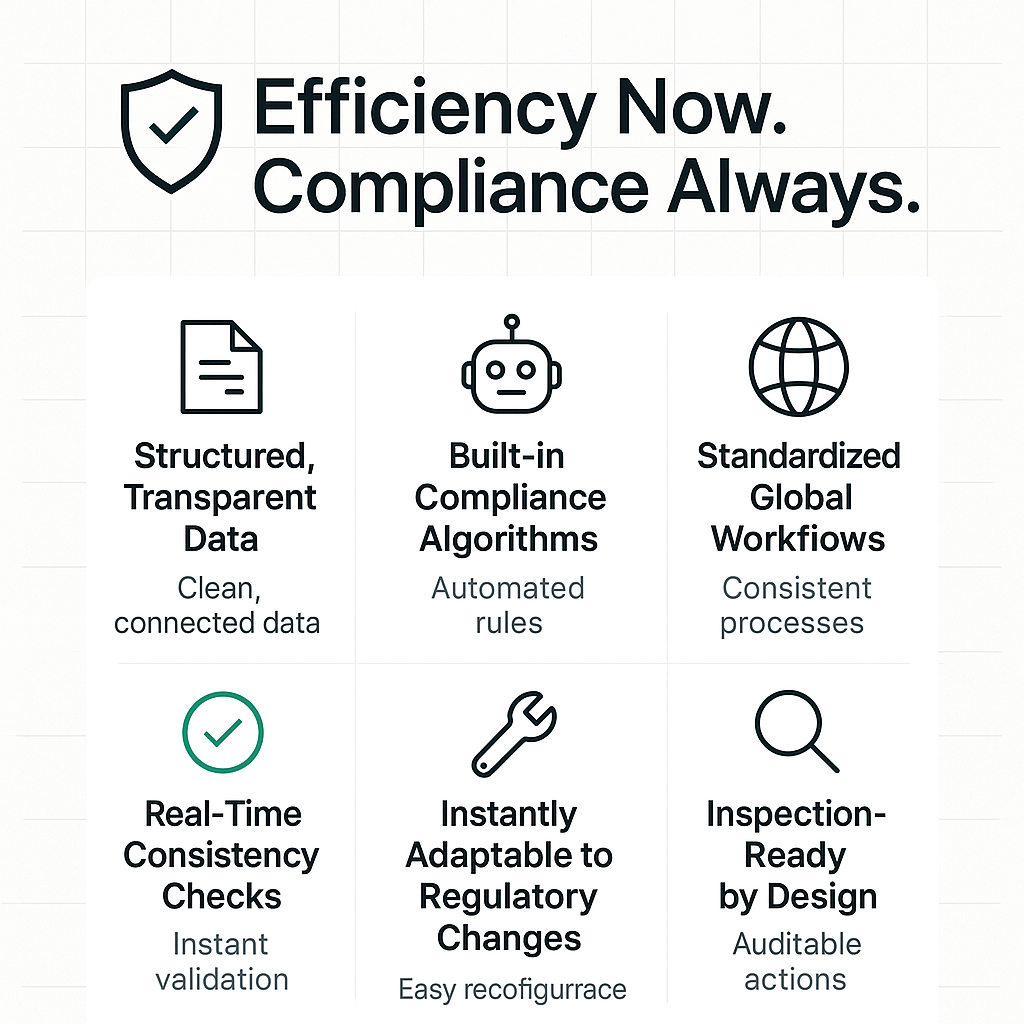 Efficiency Now.
Compliance Always.
Structured,
Transparent
Data
Clean,
connected data
Built-in
Compliance
Algorithms
Automated
rules
Standardized
Global
Workfiows
Consistent
processes
Real-Time
Consistency
Checks
Instant
validation
Instantly
Adaptable to
Regulatory
Changes
Easy recofigurrace
Inspection-
Ready
by Design
Auditable
actions